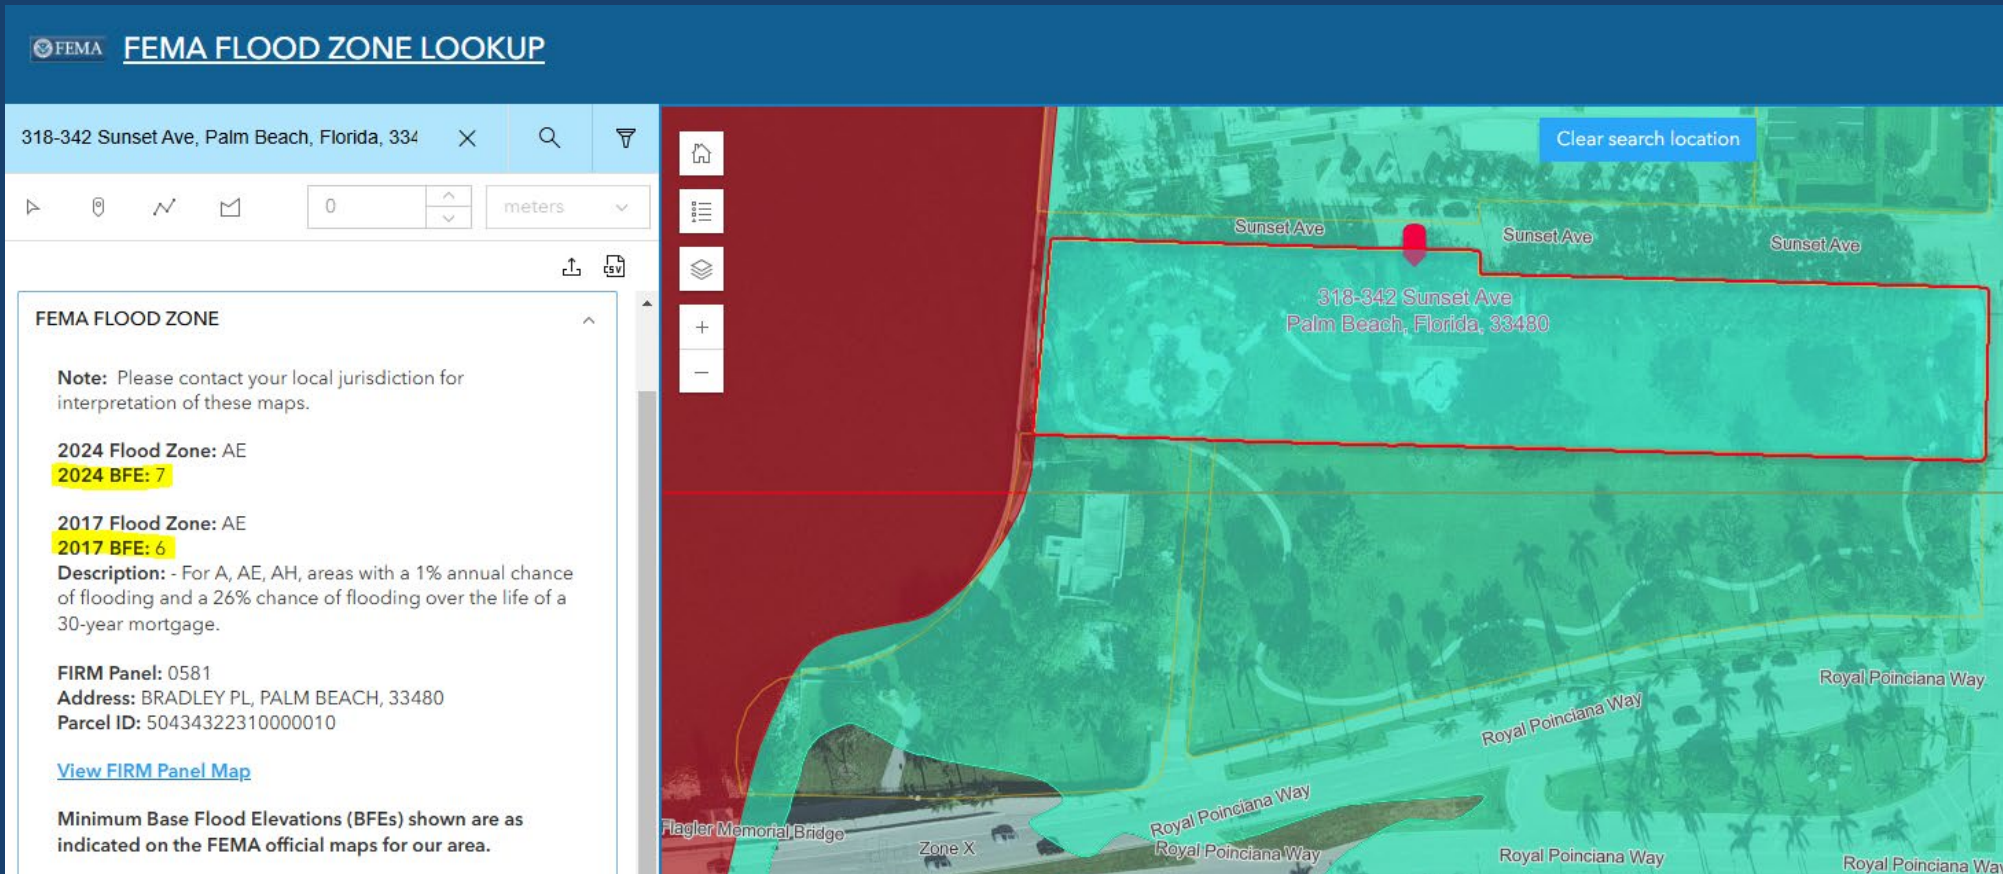 FEMA
FEMA FLOOD ZONE LOOKUP
318-342 Sunset Ave, Palm Beach, Florida, 334
0
meters
CSV
FEMA FLOOD ZONE
Note: Please contact your local jurisdiction for
interpretation of these maps.
2024 Flood Zone: AE
2024 BFE: 7
2017 Flood Zone: AE
2017 BFE: 6
Description: - For A, AE, AH, areas with a 1% annual chance
of flooding and a 26% chance of flooding over the life of a
30-year mortgage.
FIRM Panel: 0581
Address: BRADLEY PL, PALM BEACH, 33480
Parcel ID: 50434322310000010
View FIRM Panel Map
Minimum Base Flood Elevations (BFEs) shown are as
indicated on the FEMA official maps for our area.
Clear search location
Sunset Ave
Sunset Ave
Sunset Ave
318-342 Sunset Ave
Palm Beach, Florida, 33480
Royal Poinciana Way
Royal Poinciana Way
Royal Poinciana Way
Flagler Memorial Bridge
Zone X
Royal Poinciana Way
Royal Poinciana Way
Royal Poinciana Way